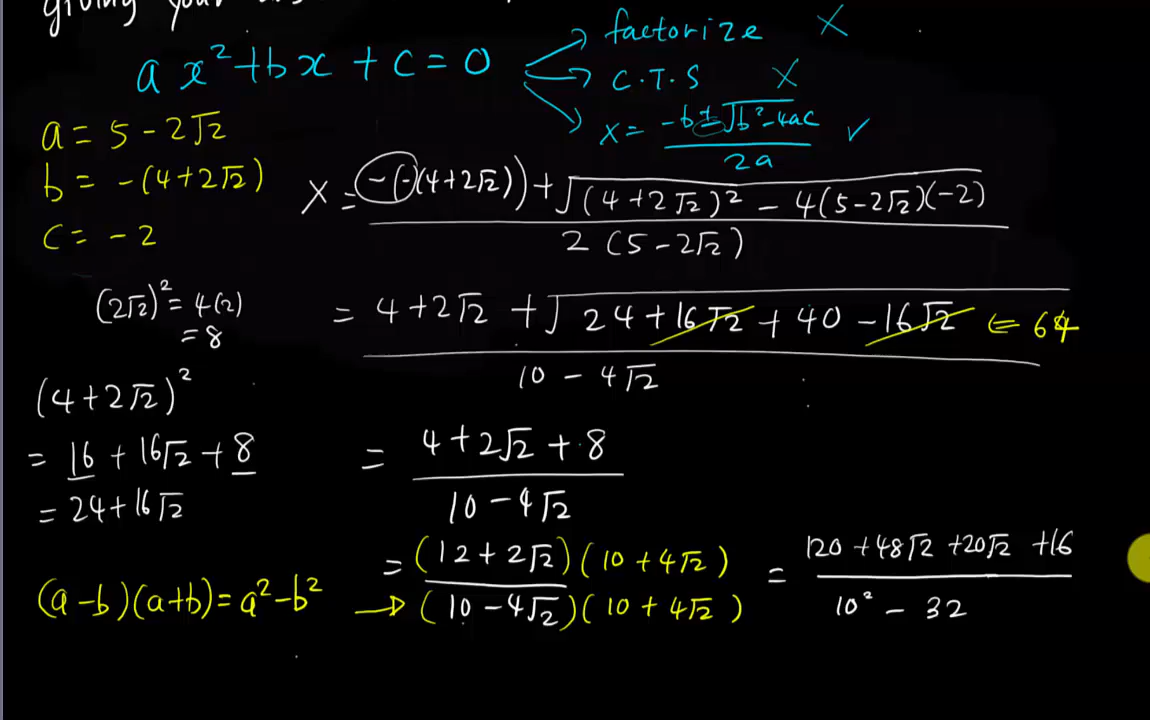 giving your
ax² + bx + c = 0
factorize X
C.T.S X
x = (-b ± √(b² - 4ac)) / 2a ✓
a = 5 - 2√2
b = -(4 + 2√2)
c = -2
x = (-(-(4+2√2)) + √((4+2√2)² - 4(5-2√2)(-2))) / 2(5-2√2)
(2√2)² = 4(2)
= 8
= (4+2√2 + √(24 + 16√2 + 40 - 16√2)) / (10 - 4√2) ⇐ 64
(4+2√2)²
= 16 + 16√2 + 8
= 24 + 16√2
= (4+2√2 + 8) / (10 - 4√2)
(a-b)(a+b) = a² - b²
→ = (12+2√2)(10+4√2) / (10-4√2)(10+4√2)
= (120 + 48√2 + 20√2 + 16) / (10² - 32)